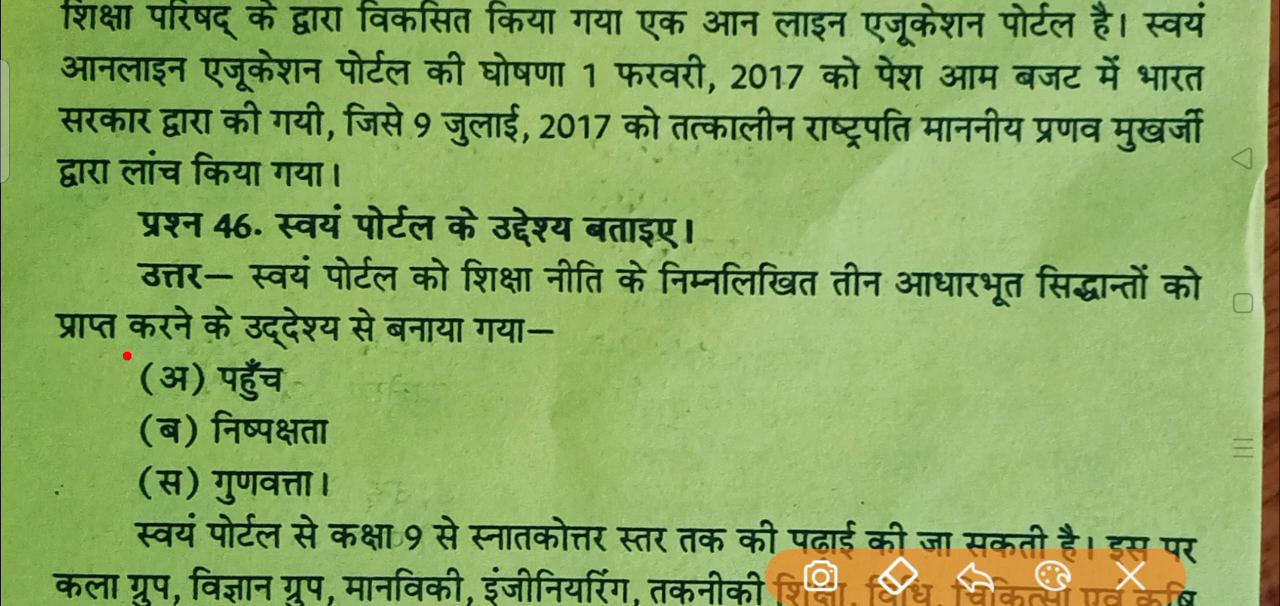 शिक्षा परिषद् के द्वारा विकसित किया गया एक आन लाइन एजूकेशन पोर्टल है। स्वयं
आनलाइन एजूकेशन पोर्टल की घोषणा 1 फरवरी, 2017 को पेश आम बजट में भारत
सरकार द्वारा की गयी, जिसे 9 जुलाई, 2017 को तत्कालीन राष्ट्रपति माननीय प्रणव मुखर्जी
द्वारा लांच किया गया।
प्रश्न 46. स्वयं पोर्टल के उद्देश्य बताइए।
उत्तर— स्वयं पोर्टल को शिक्षा नीति के निम्नलिखित तीन आधारभूत सिद्धान्तों को
प्राप्त करने के उद्‌देश्य से बनाया गया—
(अ) पहुँच
(ब) निष्पक्षता
(स) गुणवत्ता।
स्वयं पोर्टल से कक्षा 9 से स्नातकोत्तर स्तर तक की पढ़ाई की जा सकती है। इस पर
कला ग्रुप, विज्ञान ग्रुप, मानविकी, इंजीनियरिंग, तकनीकी शिक्षा, विधि, चिकित्सा एवं कृषि